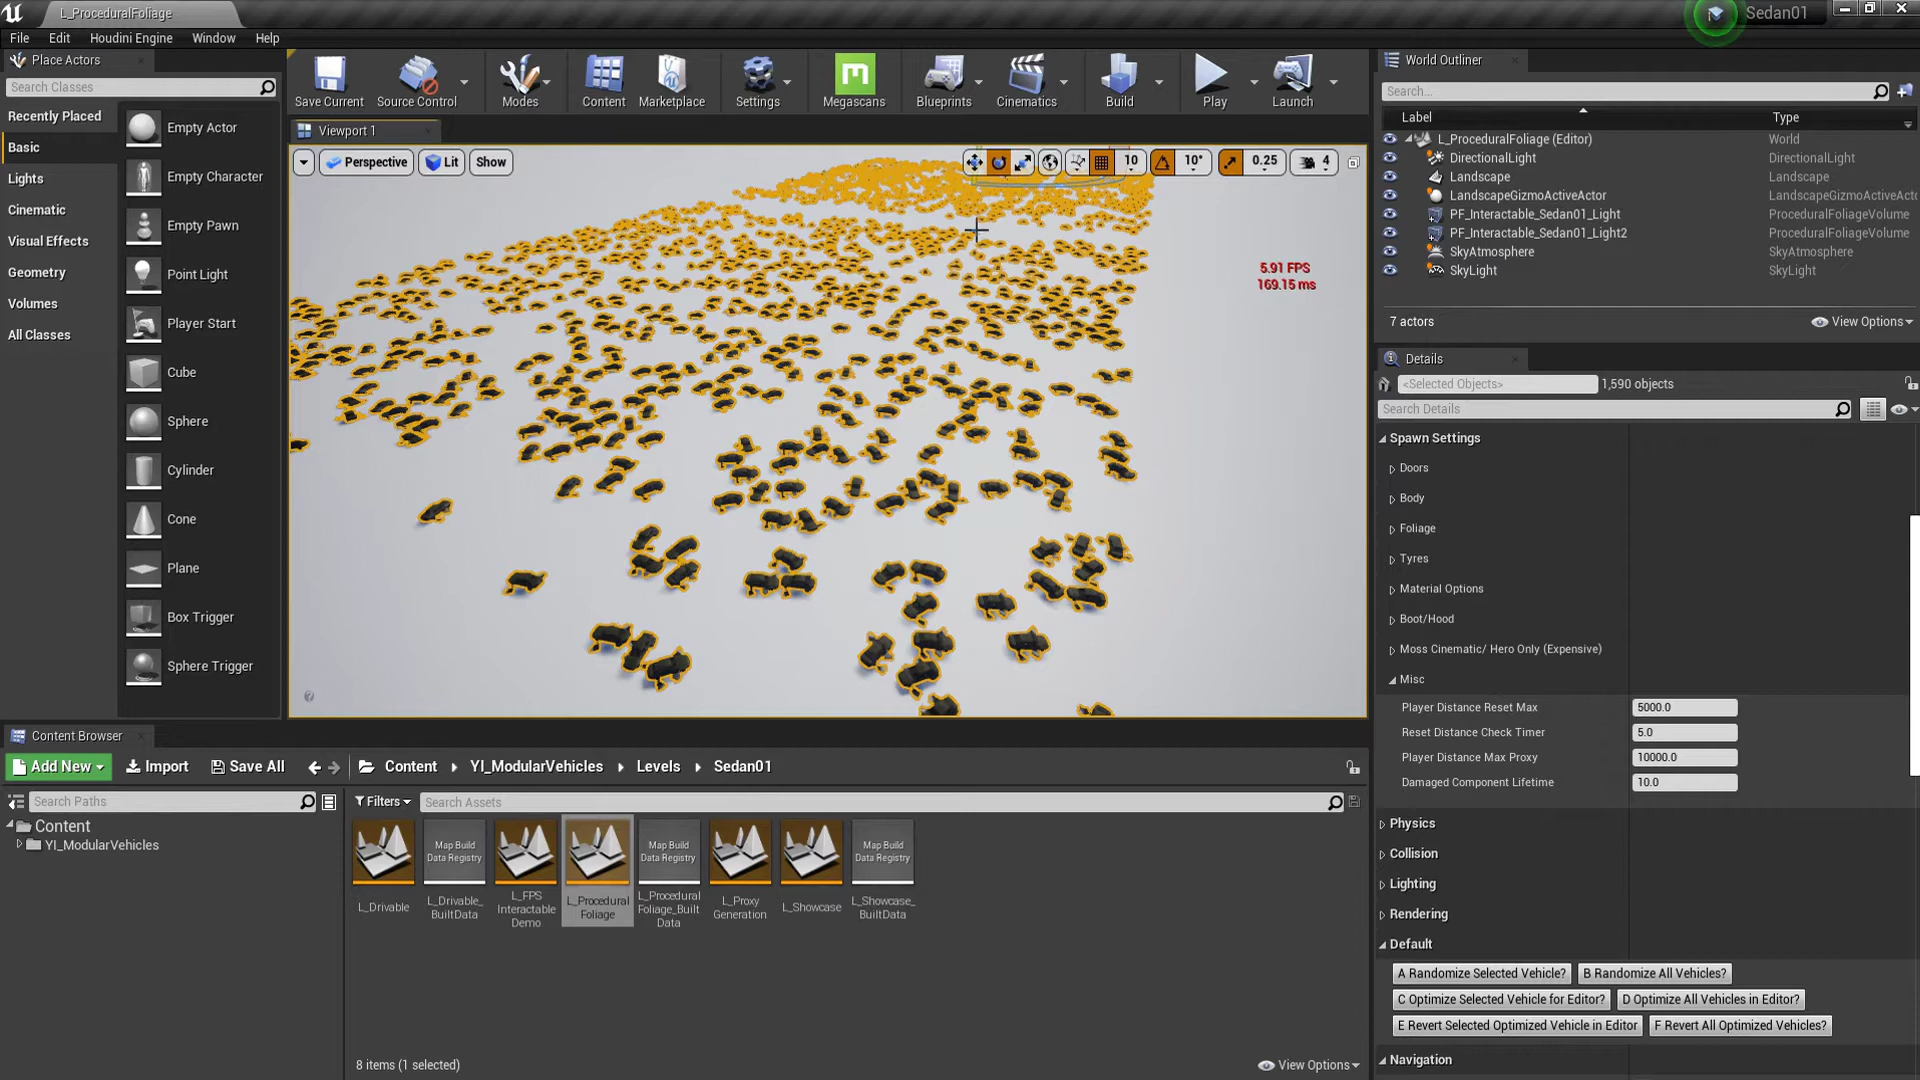 L_ProceduralFoliage
Sedan01
File Edit Houdini Engine Window Help
Place Actors
Search Classes
Recently Placed
Basic
Lights
Cinematic
Visual Effects
Geometry
Volumes
All Classes
Empty Actor
Empty Character
Empty Pawn
Point Light
Player Start
Cube
Sphere
Cylinder
Cone
Plane
Box Trigger
Sphere Trigger
Save Current
Source Control
Modes
Content
Marketplace
Settings
Megascans
Blueprints
Cinematics
Build
Play
Launch
Viewport 1
Perspective
Lit
Show
10
10°
0.25
4
5.91 FPS
169.15 ms
World Outliner
Search...
Label Type
L_ProceduralFoliage (Editor) World
DirectionalLight DirectionalLight
Landscape Landscape
LandscapeGizmoActiveActor LandscapeGizmoActiveActo
PF_Interactable_Sedan01_Light ProceduralFoliageVolume
PF_Interactable_Sedan01_Light2 ProceduralFoliageVolume
SkyAtmosphere SkyAtmosphere
SkyLight SkyLight
7 actors
View Options
Details
<Selected Objects> 1,590 objects
Search Details
Spawn Settings
Doors
Body
Foliage
Tyres
Material Options
Boot/Hood
Moss Cinematic/ Hero Only (Expensive)
Misc
Player Distance Reset Max 5000.0
Reset Distance Check Timer 5.0
Player Distance Max Proxy 10000.0
Damaged Component Lifetime 10.0
Physics
Collision
Lighting
Rendering
Default
A Randomize Selected Vehicle? B Randomize All Vehicles?
C Optimize Selected Vehicle for Editor? D Optimize All Vehicles in Editor?
E Revert Selected Optimized Vehicle in Editor F Revert All Optimized Vehicles?
Navigation
Content Browser
Add New Import Save All Content YI_ModularVehicles Levels Sedan01
Search Paths
Content
YI_ModularVehicles
Filters Search Assets
L_Drivable
Map Build
Data Registry
L_Drivable_
BuiltData
L_FPS
Interactable
Demo
L_Procedural
Foliage
Map Build
Data Registry
L_Procedural
Foliage_Built
Data
L_Proxy
Generation
L_Showcase
Map Build
Data Registry
L_Showcase_
BuiltData
8 items (1 selected)
View Options